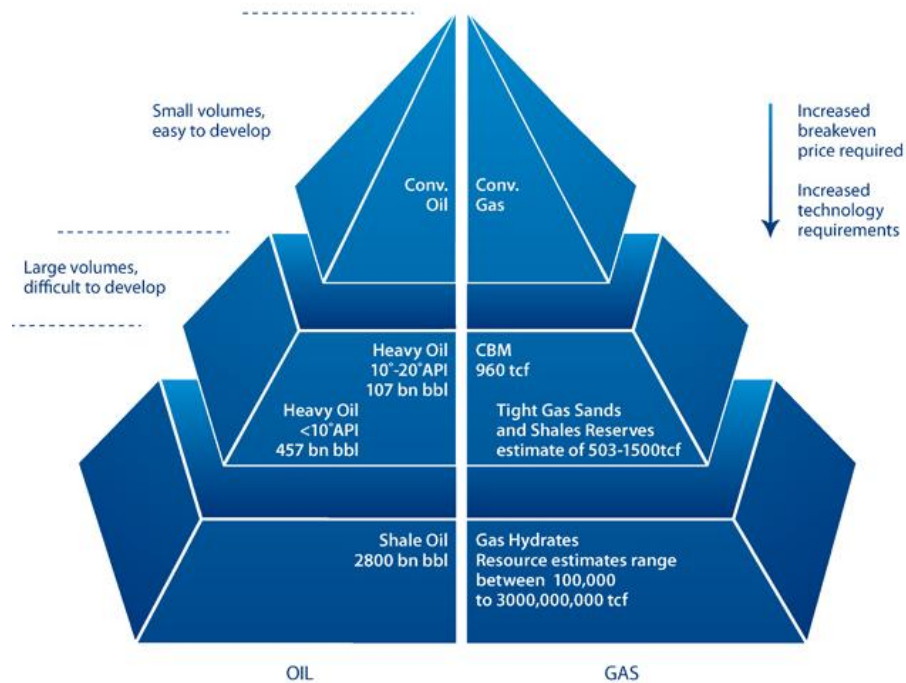 Small volumes,
easy to develop
Increased
breakeven
price required
Increased
technology
requirements
Conv.
Oil
Conv.
Gas
Large volumes,
difficult to develop
Heavy Oil
10°-20°API
107 bn bbl
Heavy Oil
<10°API
457 bn bbl
CBM
960 tcf
Tight Gas Sands
and Shales Reserves
estimate of 503-1500tcf
Shale Oil
2800 bn bbl
Gas Hydrates
Resource estimates range
between 100,000
to 3000,000,000 tcf
OIL
GAS